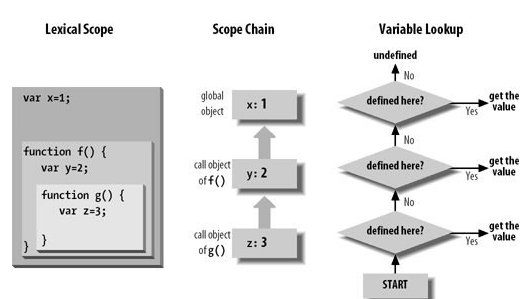 Lexical Scope
Scope Chain
Variable Lookup
var x=1;
function f() {
var y=2;
function g() {
var z=3;
}
}
global
object
x: 1
call object
of f()
y: 2
call object
of g()
z: 3
undefined
No
defined here?
Yes
get the
value
No
defined here?
Yes
get the
value
No
defined here?
Yes
get the
value
START